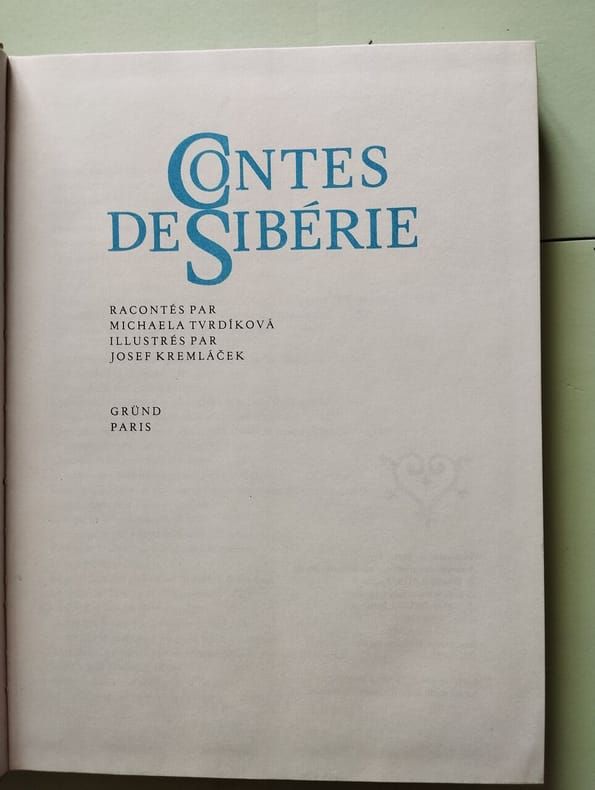 CONTES
DE SIBÉRIE
RACONTÉS PAR
MICHAELA TVRDÍKOVÁ
ILLUSTRÉS PAR
JOSEF KREMLÁČEK
GRÜND
PARIS